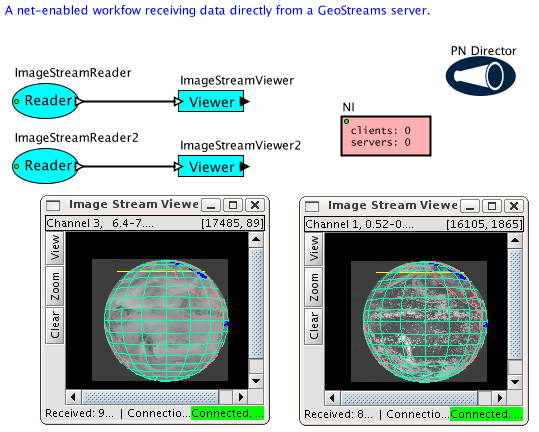 A net-enabled workfow receiving data directly from a GeoStreams server.
PN Director
ImageStreamReader
Reader
ImageStreamViewer
Viewer
NI
clients: 0
servers: 0
ImageStreamReader2
Reader
ImageStreamViewer2
Viewer
Image Stream Viewe
Channel 3, 6.4-7.... [17485, 89]
View
Zoom
Clear
Received: 9... | Connectio... Connected. ...
Image Stream Viewe
Channel 1, 0.52-0.... [16105, 1865]
View
Zoom
Clear
Received: 8... | Connectio... Connected. ...